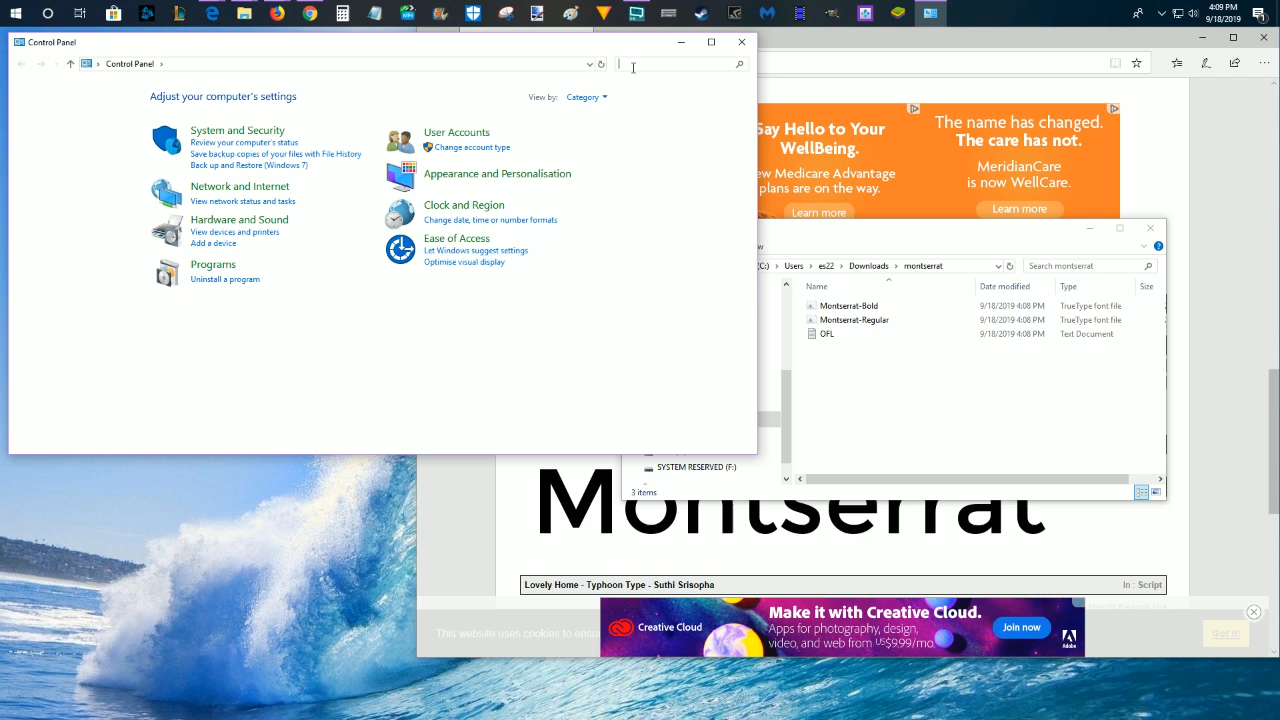 4:09 PM
9/18/2019
Control Panel
Control Panel
Adjust your computer's settings
View by: Category
System and Security
Review your computer's status
Save backup copies of your files with File History
Back up and Restore (Windows 7)
Network and Internet
View network status and tasks
Hardware and Sound
View devices and printers
Add a device
Programs
Uninstall a program
User Accounts
Change account type
Appearance and Personalisation
Clock and Region
Change date, time or number formats
Ease of Access
Let Windows suggest settings
Optimise visual display
Say Hello to Your
WellBeing.
Medicare Advantage
plans are on the way.
Learn more
The name has changed.
The care has not.
MeridianCare
is now WellCare.
Learn more
(C:) Users es22 Downloads montserrat
Search montserrat
Name Date modified Type Size
Montserrat-Bold 9/18/2019 4:08 PM TrueType font file
Montserrat-Regular 9/18/2019 4:08 PM TrueType font file
OFL 9/18/2019 4:08 PM Text Document
SYSTEM RESERVED (F:)
3 items
Montserrat
Lovely Home - Typhoon Type - Suthi Srisopha In : Script
This website uses cookies to ensu
Got it!
Creative Cloud
Make it with Creative Cloud.
Apps for photography, design,
video, and web from US$9.99/mo.
Join now
Adobe